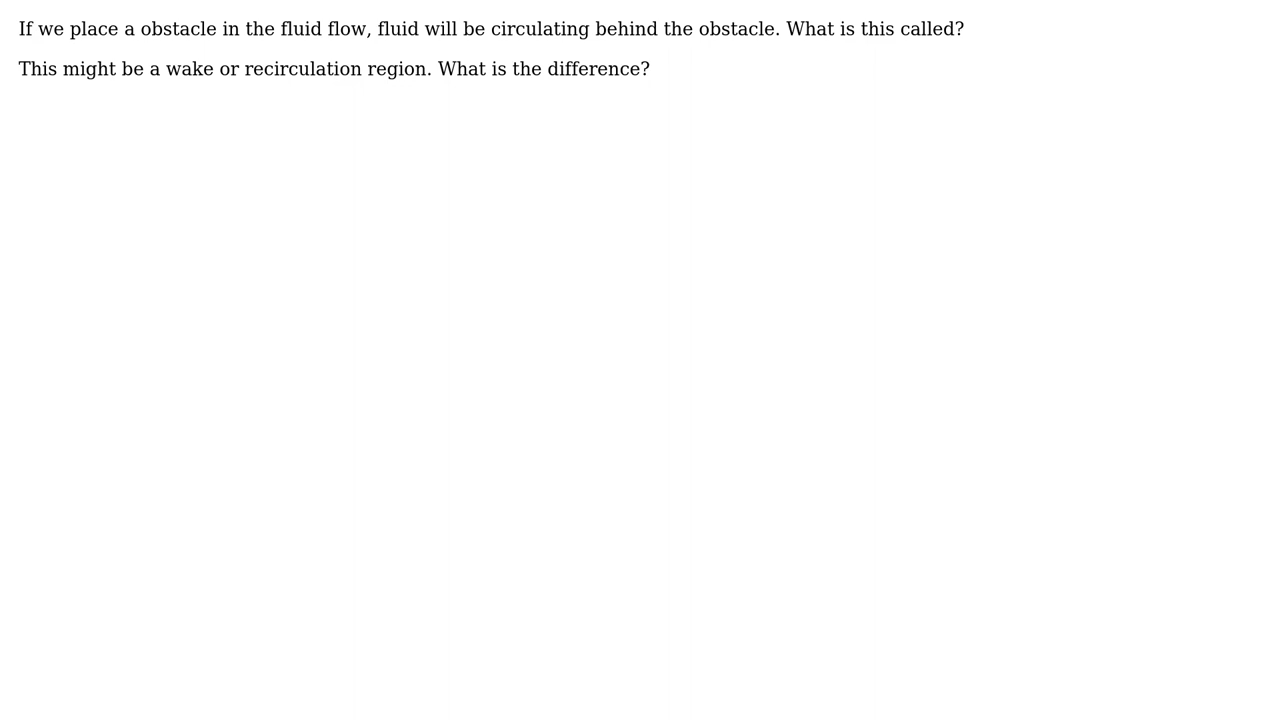 If we place a obstacle in the fluid flow, fluid will be circulating behind the obstacle. What is this called?
This might be a wake or recirculation region. What is the difference?